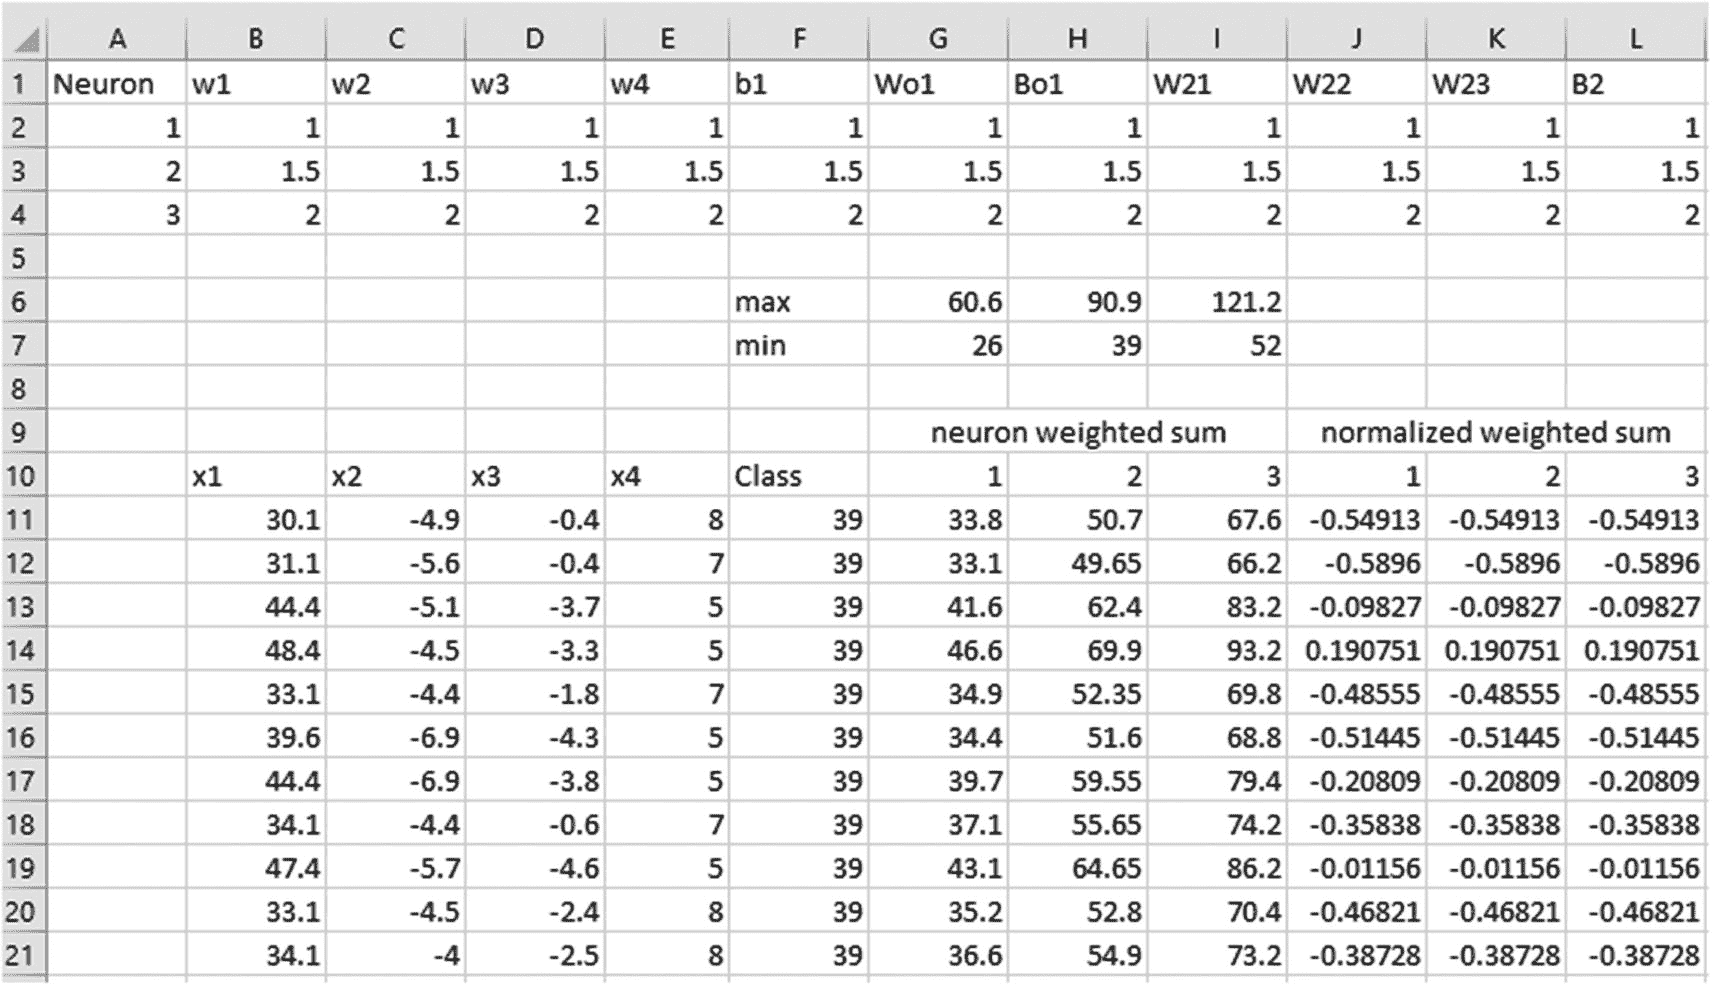 A B C D E F G H I J K L
1 Neuron w1 w2 w3 w4 b1 Wo1 Bo1 W21 W22 W23 B2
2 1 1 1 1 1 1 1 1 1 1 1 1
3 2 1.5 1.5 1.5 1.5 1.5 1.5 1.5 1.5 1.5 1.5 1.5
4 3 2 2 2 2 2 2 2 2 2 2 2
5
6 max 60.6 90.9 121.2
7 min 26 39 52
8
9 neuron weighted sum normalized weighted sum
10 x1 x2 x3 x4 Class 1 2 3 1 2 3
11 30.1 -4.9 -0.4 8 39 33.8 50.7 67.6 -0.54913 -0.54913 -0.54913
12 31.1 -5.6 -0.4 7 39 33.1 49.65 66.2 -0.5896 -0.5896 -0.5896
13 44.4 -5.1 -3.7 5 39 41.6 62.4 83.2 -0.09827 -0.09827 -0.09827
14 48.4 -4.5 -3.3 5 39 46.6 69.9 93.2 0.190751 0.190751 0.190751
15 33.1 -4.4 -1.8 7 39 34.9 52.35 69.8 -0.48555 -0.48555 -0.48555
16 39.6 -6.9 -4.3 5 39 34.4 51.6 68.8 -0.51445 -0.51445 -0.51445
17 44.4 -6.9 -3.8 5 39 39.7 59.55 79.4 -0.20809 -0.20809 -0.20809
18 34.1 -4.4 -0.6 7 39 37.1 55.65 74.2 -0.35838 -0.35838 -0.35838
19 47.4 -5.7 -4.6 5 39 43.1 64.65 86.2 -0.01156 -0.01156 -0.01156
20 33.1 -4.5 -2.4 8 39 35.2 52.8 70.4 -0.46821 -0.46821 -0.46821
21 34.1 -4 -2.5 8 39 36.6 54.9 73.2 -0.38728 -0.38728 -0.38728